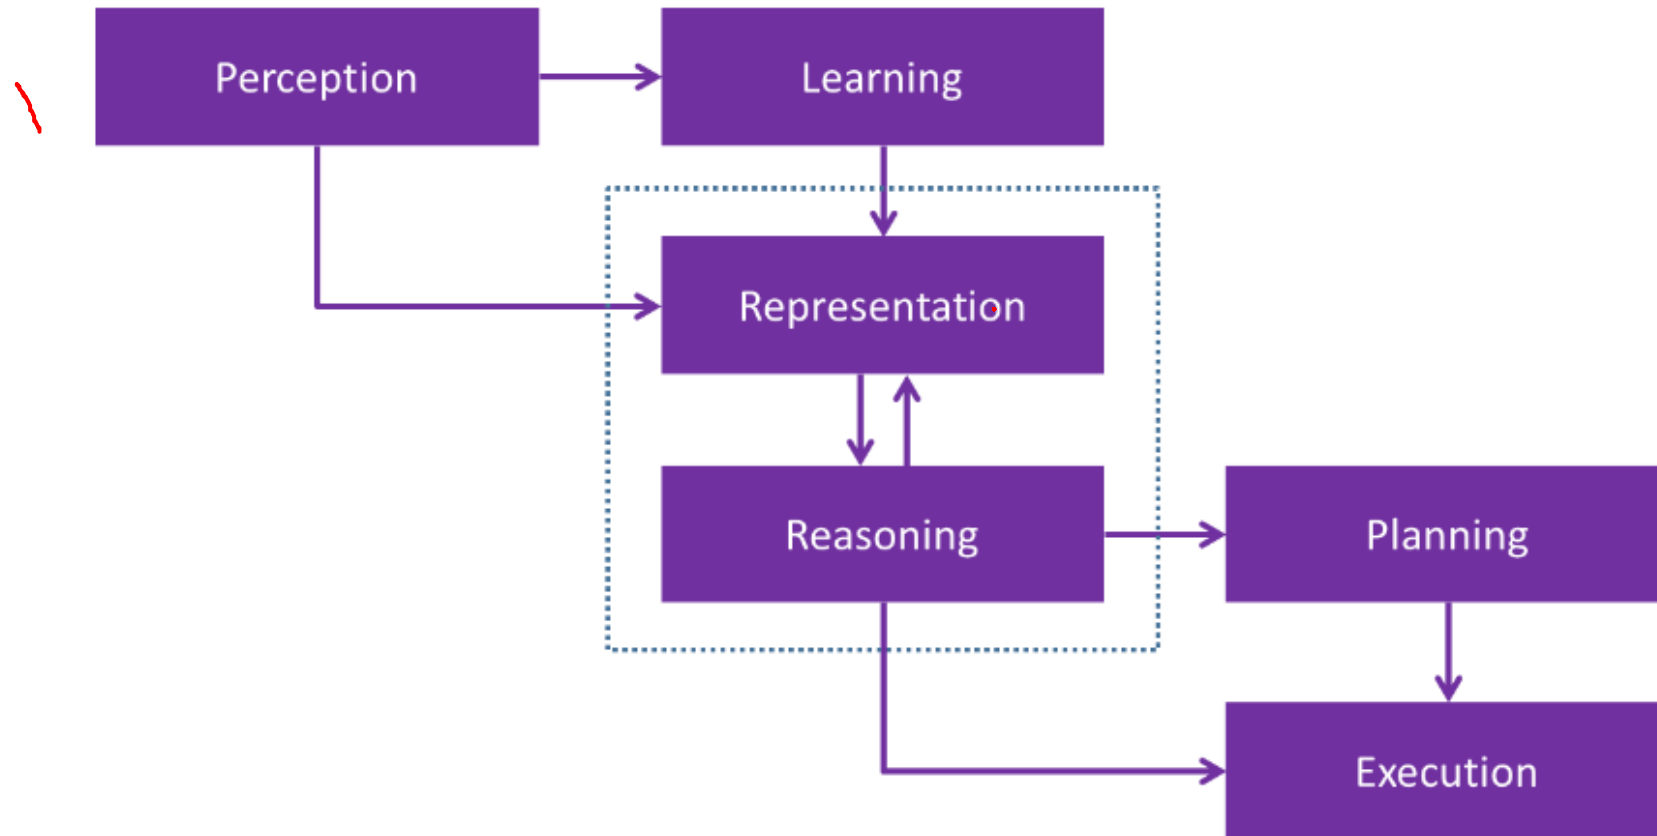 Perception
Learning
Representation
Reasoning
Planning
Execution